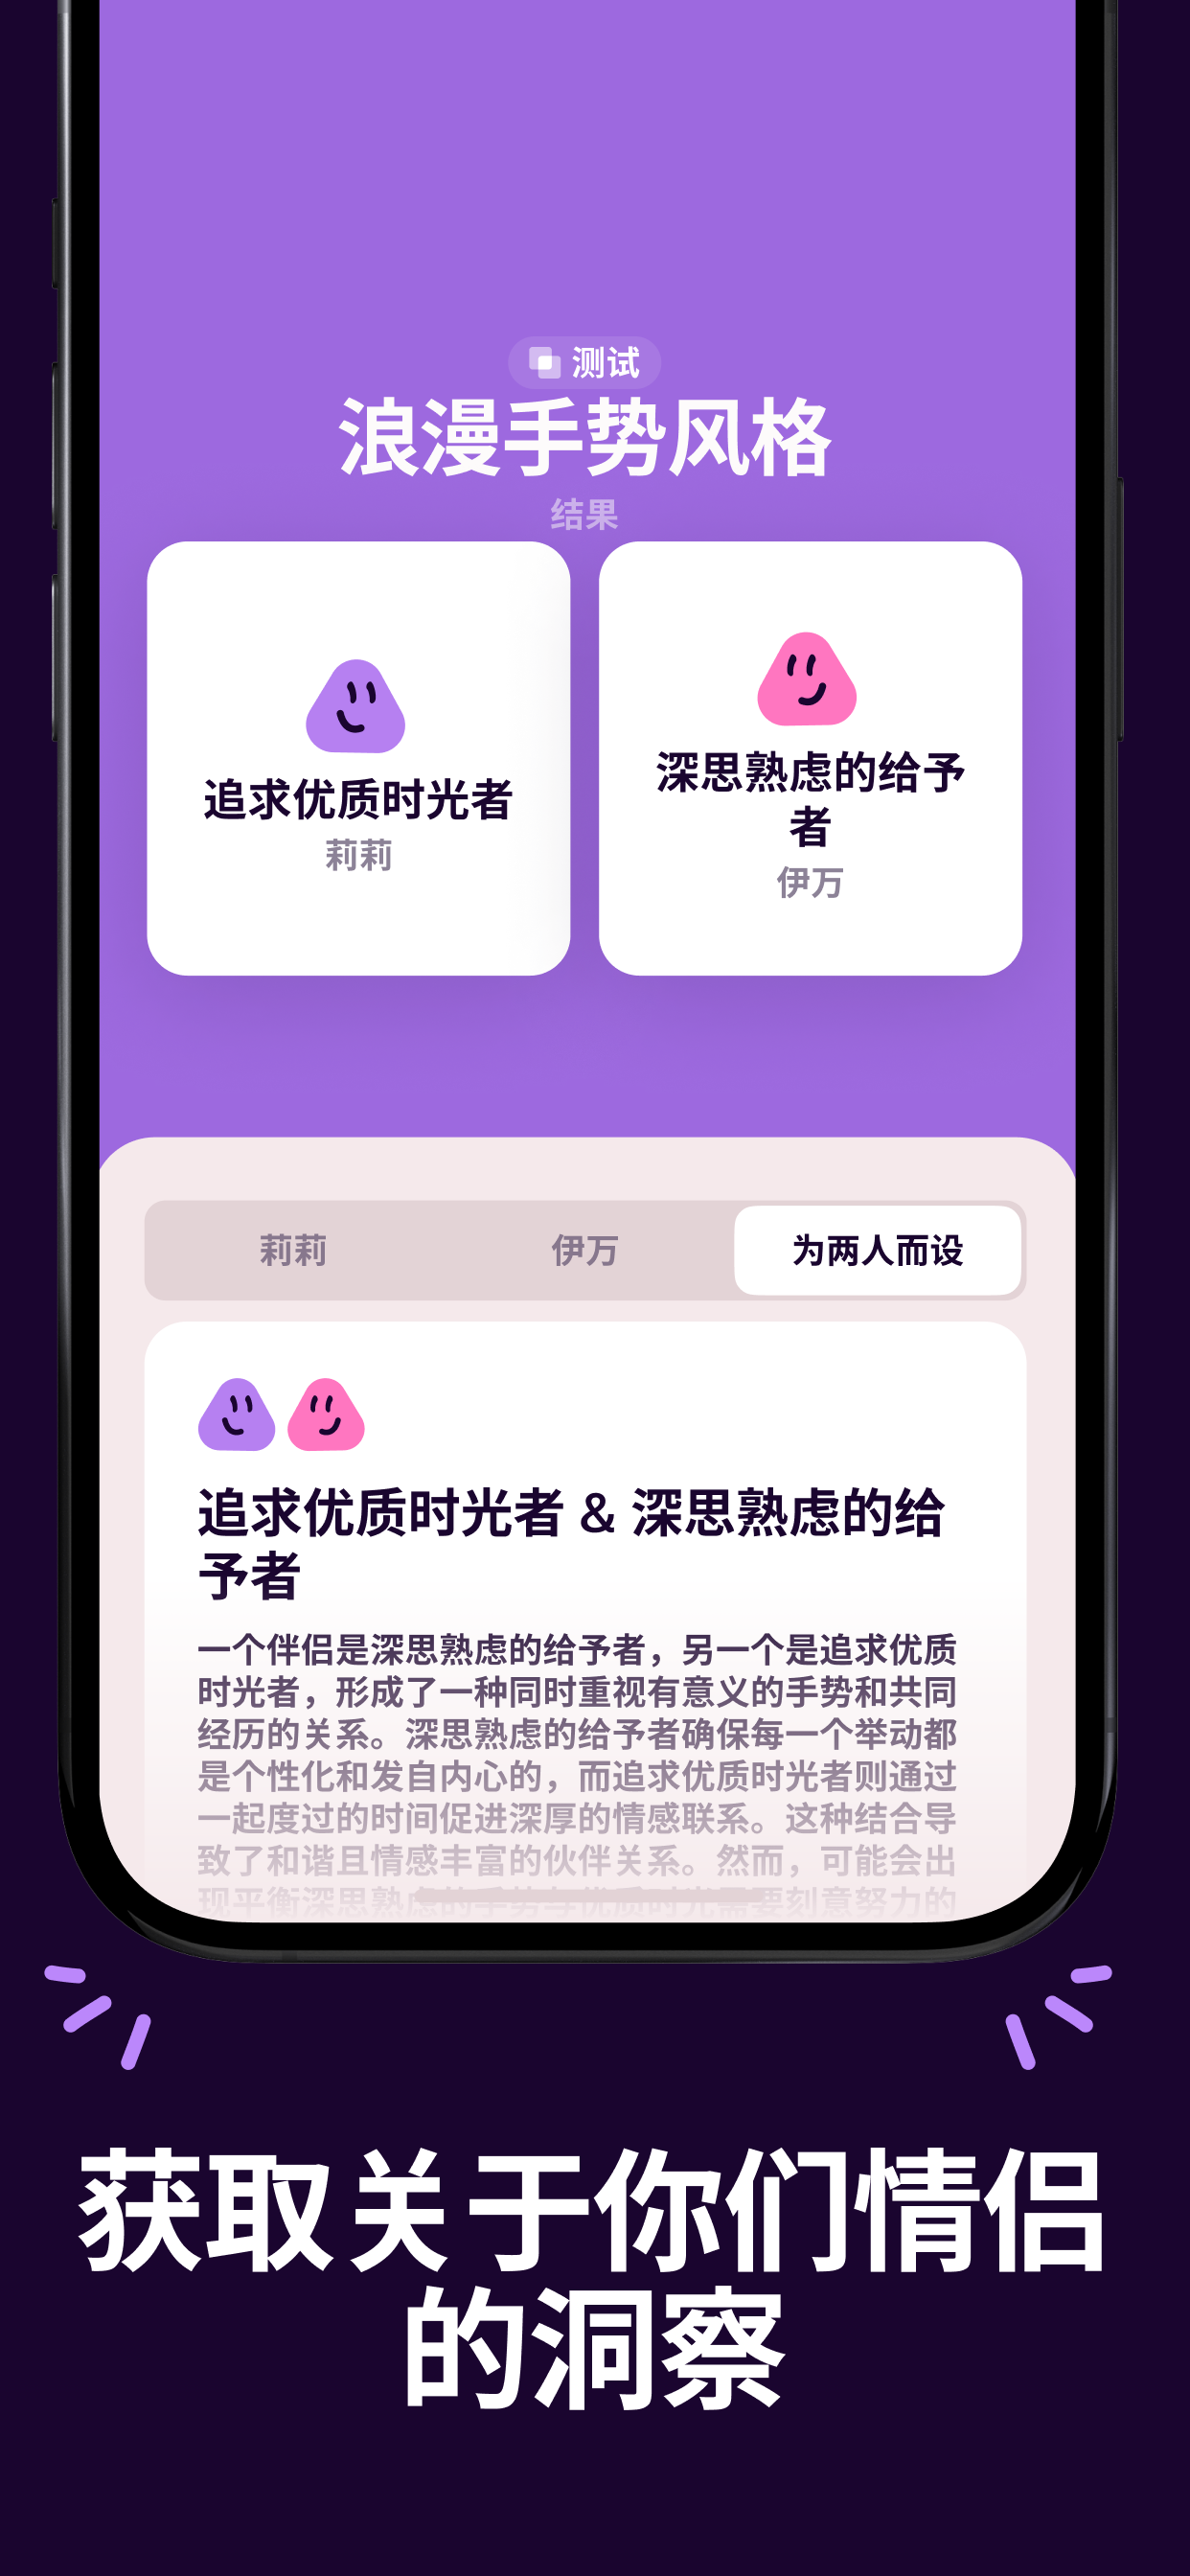 测试
浪漫手势风格
结果
追求优质时光者
莉莉
深思熟虑的给予
者
伊万
莉莉
伊万
为两人而设
追求优质时光者 & 深思熟虑的给
予者
一个伴侣是深思熟虑的给予者，另一个是追求优质
时光者，形成了一种同时重视有意义的手势和共同
经历的关系。深思熟虑的给予者确保每一个举动都
是个性化和发自内心的，而追求优质时光者则通过
一起度过的时间促进深厚的情感联系。这种结合导
致了和谐且情感丰富的伙伴关系。然而，可能会出
现平衡深思熟虑的手势与优质时光需要刻意努力的
获取关于你们情侣
的洞察